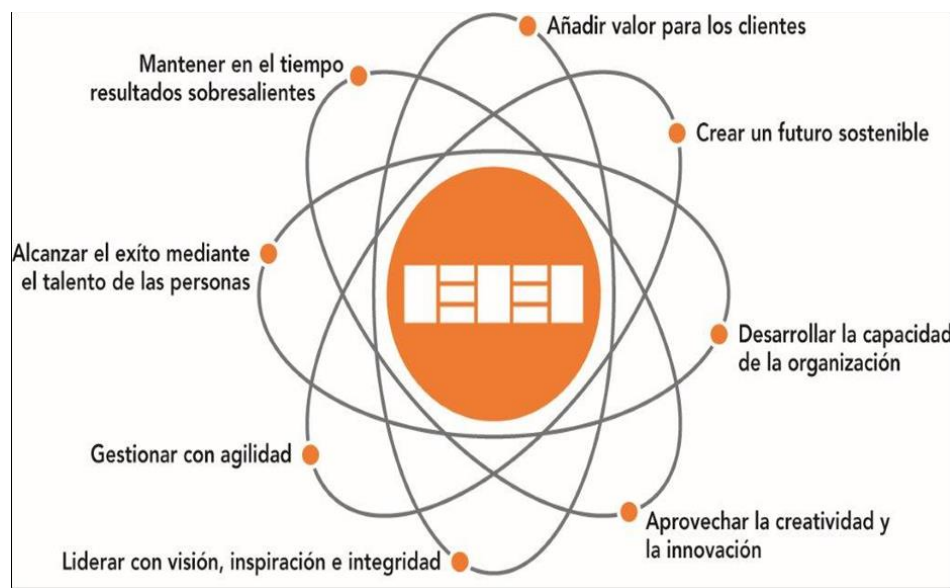 Añadir valor para los clientes
Crear un futuro sostenible
Desarrollar la capacidad
de la organización
Aprovechar la creatividad y
la innovación
Liderar con visión, inspiración e integridad
Gestionar con agilidad
Alcanzar el exíto mediante
el talento de las personas
Mantener en el tiempo
resultados sobresalientes